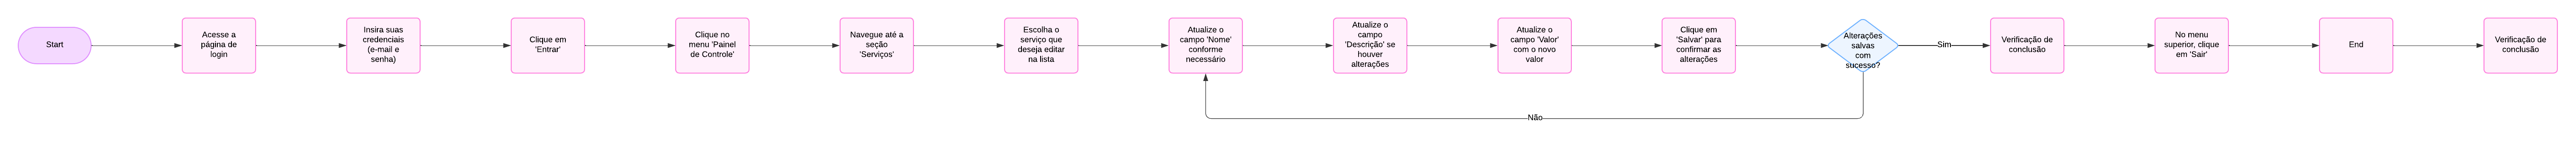 Start
Acesse a
página de
login
Insira suas
credenciais
(e-mail e
senha)
Clique em
'Entrar'
Clique no
menu 'Painel
de Controle'
Navegue até a
seção
'Serviços'
Escolha o
serviço que
deseja editar
na lista
Atualize o
campo 'Nome'
conforme
necessário
Atualize o
campo
'Descrição' se
houver
alterações
Atualize o
campo 'Valor'
com o novo
valor
Clique em
'Salvar' para
confirmar as
alterações
Alterações
salvas
com
sucesso?
Sim
Não
Verificação de
conclusão
No menu
superior, clique
em 'Sair'
End
Verificação de
conclusão